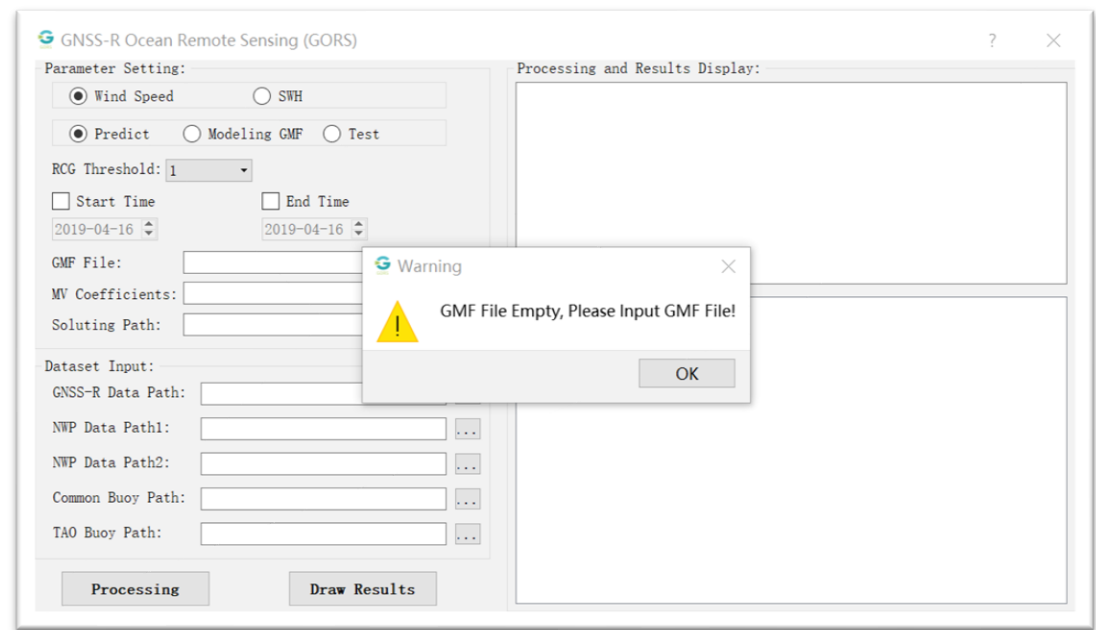 GNSS-R Ocean Remote Sensing (GORS)
?
Parameter Setting:
Wind Speed
SWH
Predict
Modeling GMF
Test
RCG Threshold: 1
Start Time
End Time
2019-04-16
2019-04-16
GMF File:
MV Coefficients:
Soluting Path:
Dataset Input:
GNSS-R Data Path:
NWP Data Path1:
...
NWP Data Path2:
...
Common Buoy Path:
...
TAO Buoy Path:
...
Processing
Draw Results
Processing and Results Display:
Warning
GMF File Empty, Please Input GMF File!
OK